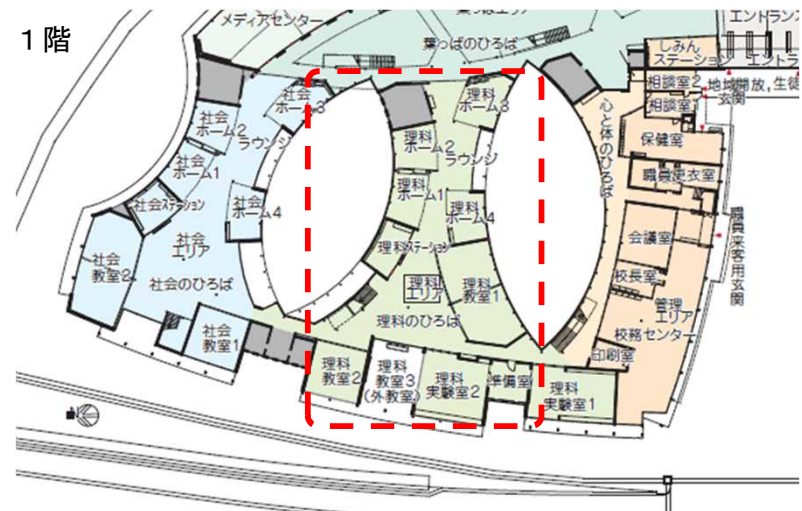 1階
メディアセンター
葉っぱのひろば
エントランス
しみん
ステーション
エントラ
相談室2
相談室1
地域開放,生徒
玄関
保健室
職員更衣室
心と体のひろば
会議室
職員来客用玄関
校長室
管理
エリア
校務センター
印刷室
社会
ホーム3
社会
ホーム2
ラウンジ
社会
ホーム1
社会ステーション
社会
ホーム4
社会
エリア
社会
教室2
社会のひろば
社会
教室1
理科
ホーム3
理科
ホーム2
ラウンジ
理科
ホーム1
理科
ホーム4
理科ステーション
理科
エリア
理科
教室1
理科のひろば
理科
教室2
理科
教室3
(外教室)
理科
実験室2
準備室
理科
実験室1